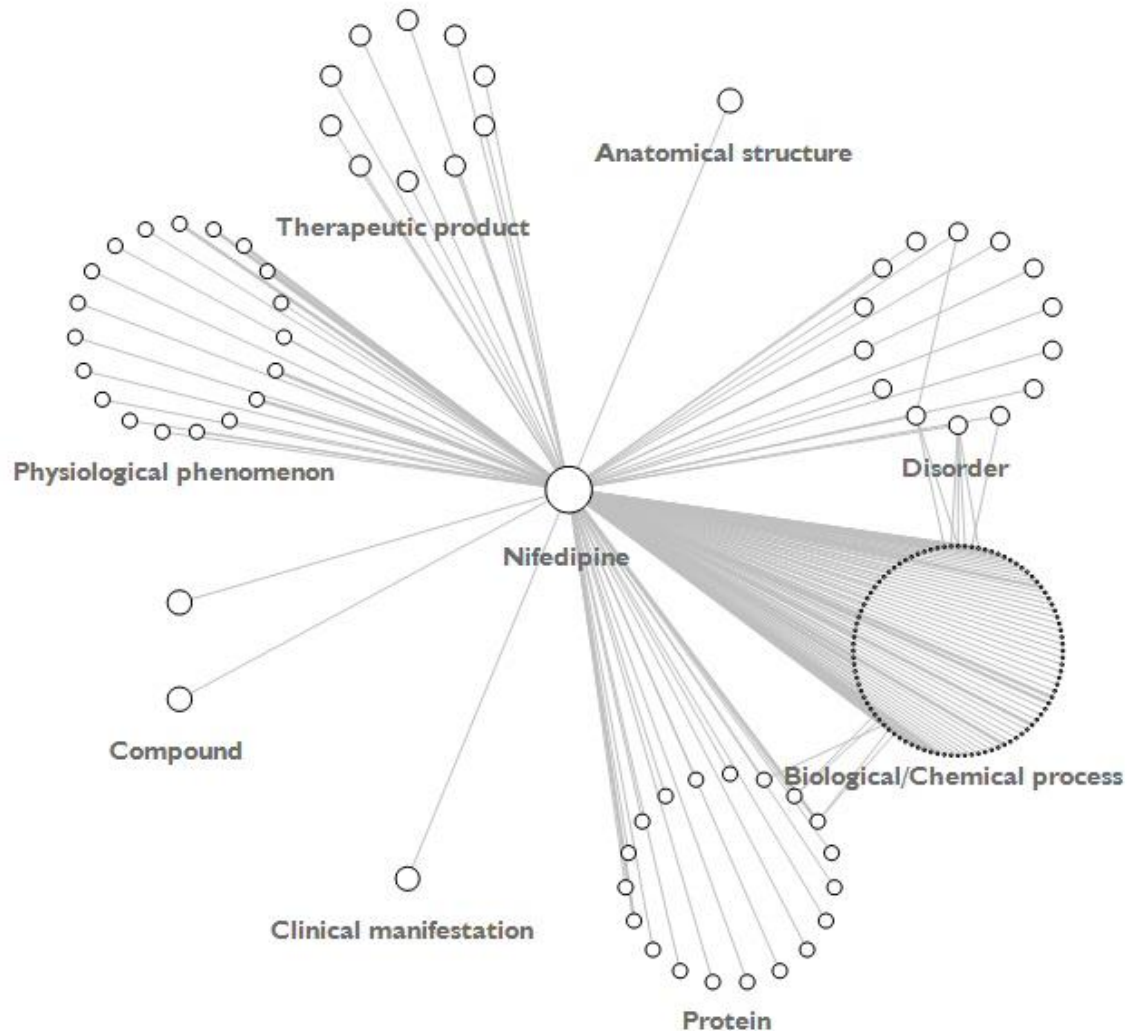 Anatomical structure
Therapeutic product
Physiological phenomenon
Disorder
Nifedipine
Compound
Biological/Chemical process
Clinical manifestation
Protein